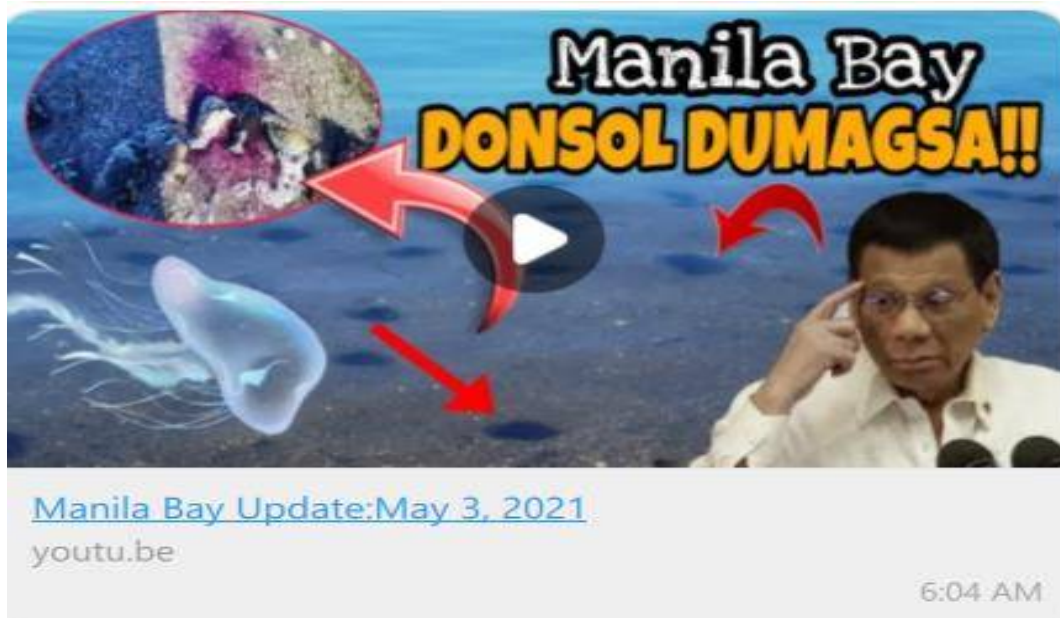 Manila Bay
DONSOL DUMAGSA!!
Manila Bay Update:May 3, 2021
youtu.be
6:04 AM